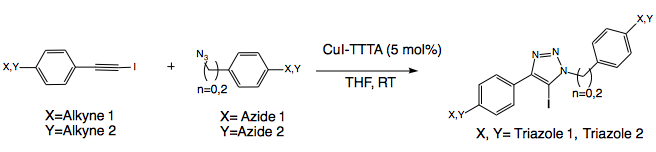 X,Y
I
+
N3
n=0,2
X,Y
CuI-TTTA (5 mol%)
THF, RT
X,Y
N
N
N
I
n=0,2
X,Y
X=Alkyne 1
Y=Alkyne 2
X= Azide 1
Y=Azide 2
X, Y= Triazole 1, Triazole 2